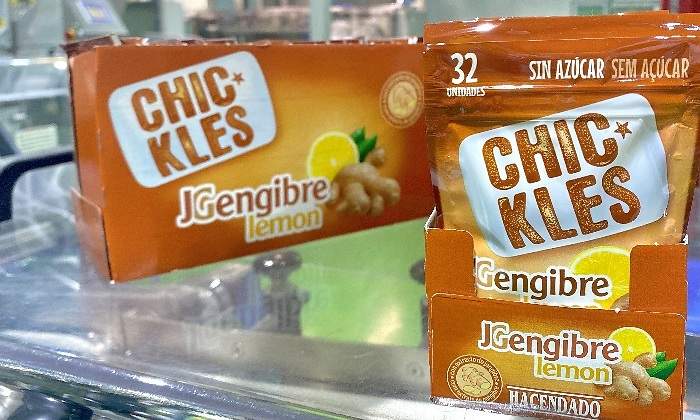 CHIC
KLES
JGengibre
lemon
32
UNIDADES
SIN AZÚCAR SEM AÇÚCAR
CHIC
KLES
Gengibre
JGengibre
lemon
HACENDADO